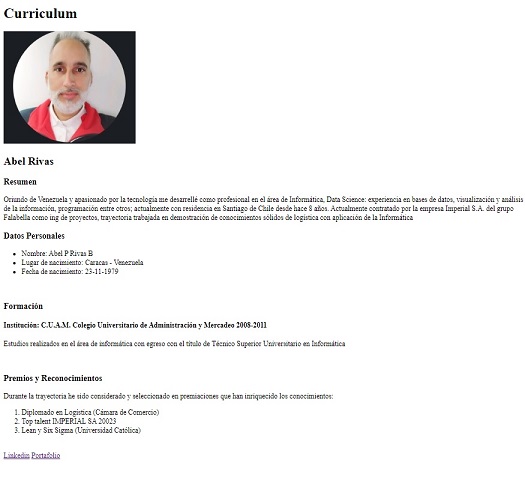 Curriculum
Abel Rivas
Resumen
Oriundo de Venezuela y apasionado por la tecnología me desarrellé como profesional en el área de Informática, Data Science: experiencia en bases de datos, visualización y análisis
de la información, programación entre otros; actualmente con residencia en Santiago de Chile desde hace 8 años. Actualmente contratado por la empresa Imperial S.A. del grupo
Falabella como ing de proyectos, trayectoria trabajada en demostración de conocimientos sólidos de logística con aplicación de la Informática
Datos Personales
Nombre: Abel P Rivas B
Lugar de nacimiento: Caracas - Venezuela
Fecha de nacimiento: 23-11-1979
Formación
Institución: C.U.A.M. Colegio Universitario de Administración y Mercadeo 2008-2011
Estudios realizados en el área de informática con egreso con el título de Técnico Superior Universitario en Informática
Premios y Reconocimientos
Durante la trayectoria he sido considerado y seleccionado en premiaciones que han inriquecido los conocimientos:
1. Diplomado en Logística (Cámara de Comercio)
2. Top talent IMPERIAL SA 20023
3. Lean y Six Sigma (Universidad Católica)
Linkedin Portafolio